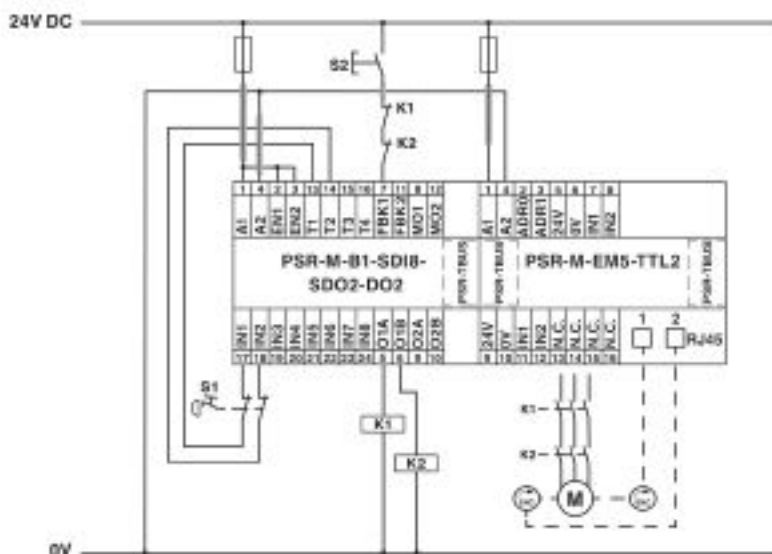 24V DC
S2
K1
K2
1 4 2 3 13 14 15 16 7 11 8 12
A1 A2 EN1 EN2 T1 T2 T3 T4 FBK1 FBK2 MO1 MO2
1 4 2 3 5 6 7 8
A1 A2 ADR0 ADR1 24V 0V IN1 IN2
PSR-M-B1-SDI8-
SDO2-DO2
PSR-TBUS
PSR-TBUS
PSR-M-EM5-TTL2
PSR-TBUS
IN1 IN2 IN3 IN4 IN5 IN6 IN7 IN8 O1A O1B O2A O2B
17 18 19 20 21 22 23 24 5 6 9 10
24V 0V IN1 IN2 N.C. N.C. N.C. N.C.
9 10 11 12 13 14 15 16
1 2
RJ45
S1
K1
K2
K1
K2
M
0V